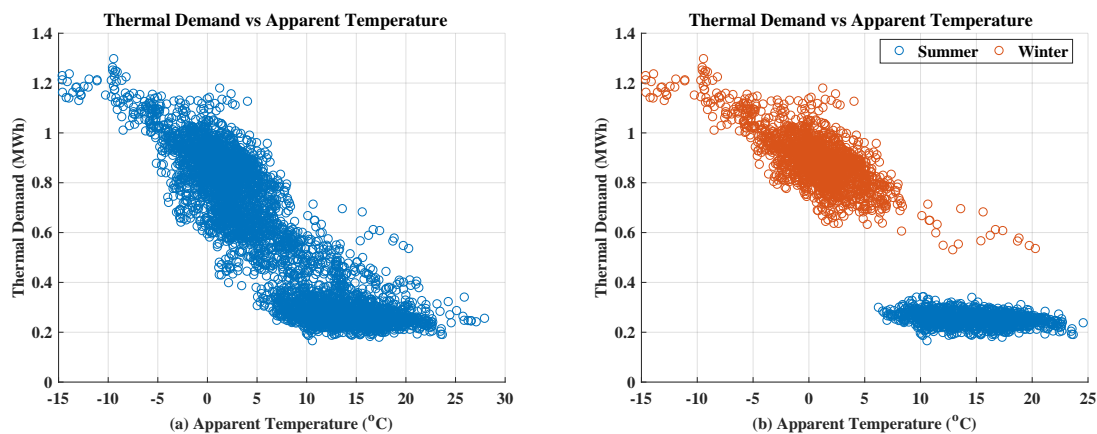 Thermal Demand vs Apparent Temperature
Thermal Demand (MWh)
1.4
1.2
1
0.8
0.6
0.4
0.2
0
-15 -10 -5 0 5 10 15 20 25 30
(a) Apparent Temperature (°C)
Thermal Demand vs Apparent Temperature
Summer Winter
Thermal Demand (MWh)
1.4
1.2
1
0.8
0.6
0.4
0.2
0
-15 -10 -5 0 5 10 15 20 25
(b) Apparent Temperature (°C)